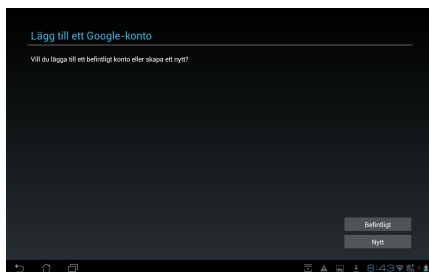 Lägg till ett Google-konto
Vill du lägga till ett befintligt konto eller skapa ett nytt?
Befintligt
Nytt
8:43